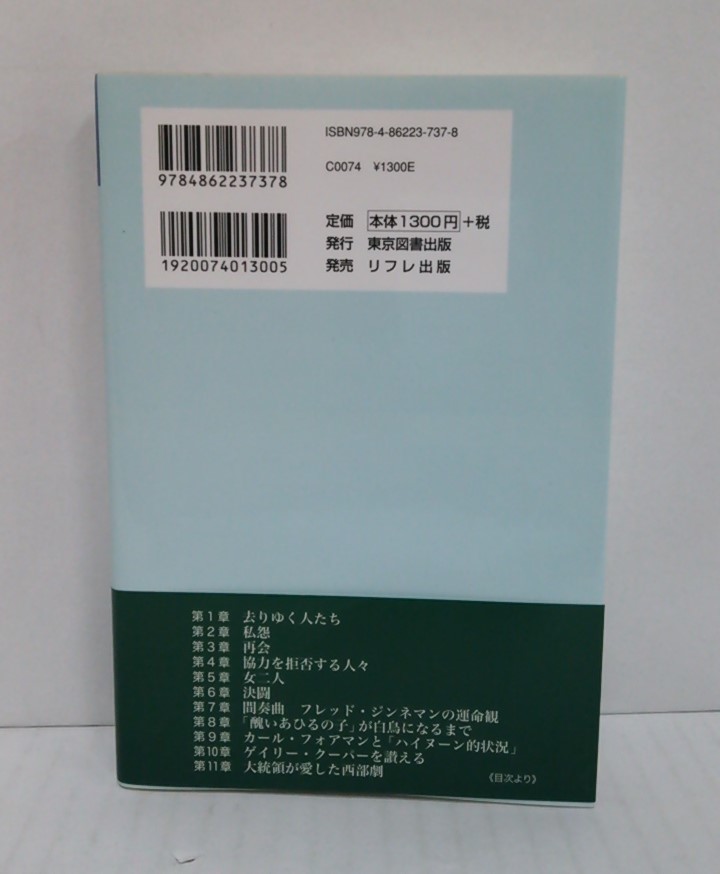 ISBN978-4-86223-737-8
9784862237378
C0074 ¥1300E
1920074013005
定価 本体1300円+税
発行 東京図書出版
発売 リフレ出版
第1章 去りゆく人たち
第2章 私怨
第3章 再会
第4章 協力を拒否する人々
第5章 女二人
第6章 決闘
第7章 間奏曲 フレッド・ジンネマンの運命観
第8章 「醜いあひるの子」が白鳥になるまで
第9章 カール・フォアマンと「ハイヌーン的状況」
第10章 ゲイリー・クーパーを讃える
第11章 大統領が愛した西部劇
《目次より》